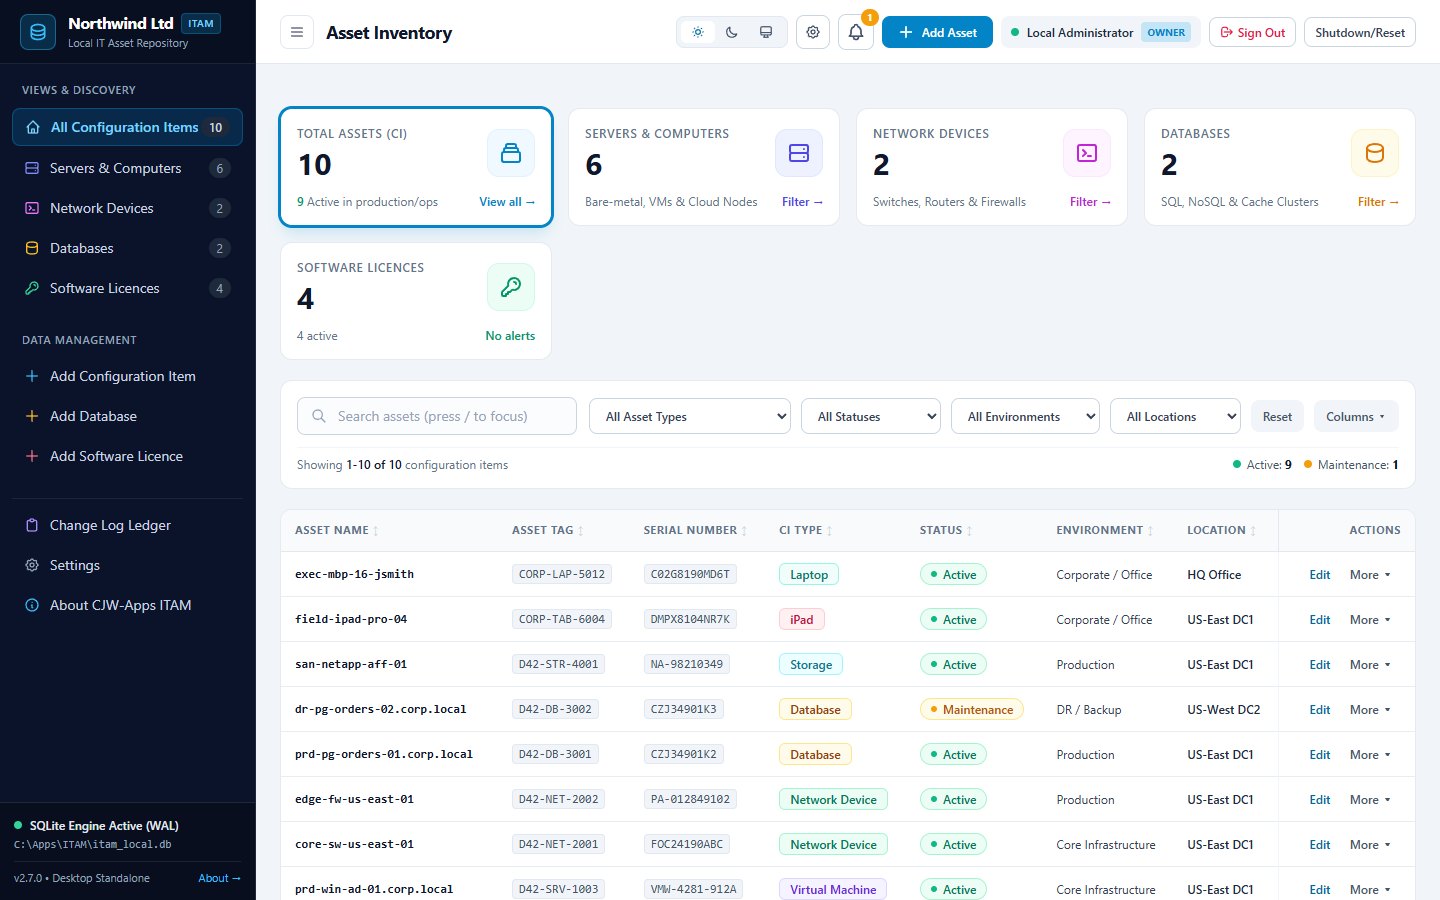 Northwind Ltd ITAM
Local IT Asset Repository
VIEWS & DISCOVERY
All Configuration Items 10
Servers & Computers 6
Network Devices 2
Databases 2
Software Licences 4
DATA MANAGEMENT
Add Configuration Item
Add Database
Add Software Licence
Change Log Ledger
Settings
About CJW-Apps ITAM
SQLite Engine Active (WAL)
C:\Apps\ITAM\itam_local.db
v2.7.0 • Desktop Standalone About →
Asset Inventory
1
Add Asset
Local Administrator OWNER
Sign Out
Shutdown/Reset
TOTAL ASSETS (CI)
10
9 Active in production/ops View all →
SERVERS & COMPUTERS
6
Bare-metal, VMs & Cloud Nodes Filter →
NETWORK DEVICES
2
Switches, Routers & Firewalls Filter →
DATABASES
2
SQL, NoSQL & Cache Clusters Filter →
SOFTWARE LICENCES
4
4 active No alerts
Search assets (press / to focus) All Asset Types All Statuses All Environments All Locations Reset Columns
Showing 1-10 of 10 configuration items Active: 9 Maintenance: 1
ASSET NAME ASSET TAG SERIAL NUMBER CI TYPE STATUS ENVIRONMENT LOCATION ACTIONS
exec-mbp-16-jsmith CORP-LAP-5012 C02G8190MD6T Laptop Active Corporate / Office HQ Office Edit More
field-ipad-pro-04 CORP-TAB-6004 DMPX8104NR7K iPad Active Corporate / Office US-East DC1 Edit More
san-netapp-aff-01 D42-STR-4001 NA-98210349 Storage Active Production US-East DC1 Edit More
dr-pg-orders-02.corp.local D42-DB-3002 CZJ34901K3 Database Maintenance DR / Backup US-West DC2 Edit More
prd-pg-orders-01.corp.local D42-DB-3001 CZJ34901K2 Database Active Production US-East DC1 Edit More
edge-fw-us-east-01 D42-NET-2002 PA-012849102 Network Device Active Production US-East DC1 Edit More
core-sw-us-east-01 D42-NET-2001 FOC24190ABC Network Device Active Core Infrastructure US-East DC1 Edit More
prd-win-ad-01.corp.local D42-SRV-1003 VMW-4281-912A Virtual Machine Active Core Infrastructure US-East DC1 Edit More